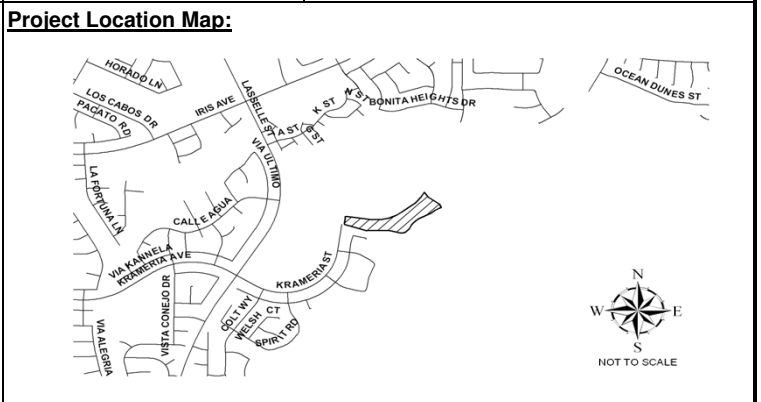 Project Location Map:
HORADO LN
LOS CABOS DR
PACATO RD
IRIS AVE
LASSELLE ST
A ST
G ST
K ST
N ST
BONITA HEIGHTS DR
OCEAN DUNES ST
VIA ULTIMO
LA FORTUNA LN
CALLE AGUA
VIA KANNELA
KRAMERIA AVE
KRAMERIA ST
VISTA CONEJO DR
COLT WY
WELSH CT
SPIRIT RD
VIA ALEGRIA
N
W E
S
NOT TO SCALE